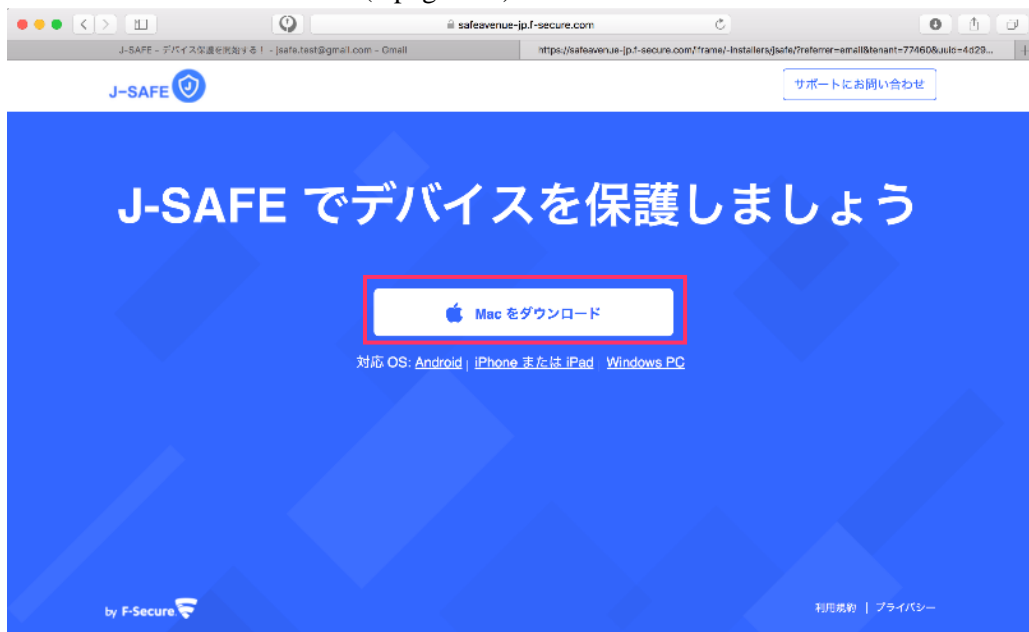 safeavenue-jp.f-secure.com
J-SAFE - デバイス保護を開始する! - jsafe.test@gmail.com - Gmail
https://safeavenue-jp.f-secure.com/frame/-installers/jsafe/?referrer=email&tenant=77460&uuid=4d29...
J-SAFE
サポートにお問い合わせ
J-SAFE でデバイスを保護しましょう
Mac をダウンロード
対応 OS: Android | iPhone または iPad | Windows PC
by F-Secure
利用規約 | プライバシー